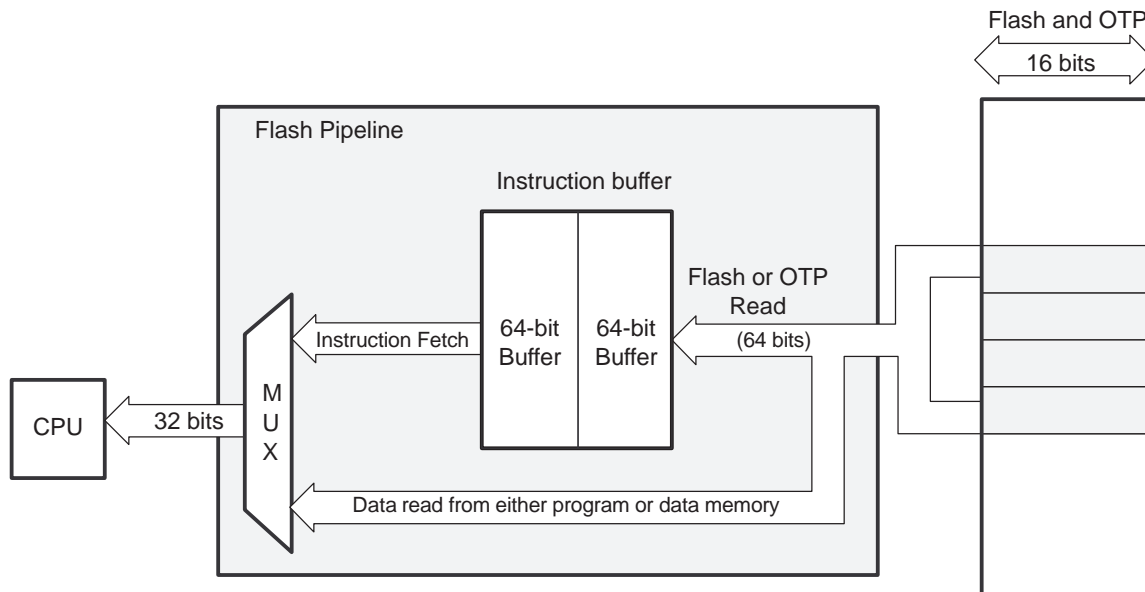 Flash and OTP
16 bits
Flash Pipeline
Instruction buffer
Flash or OTP
Read
(64 bits)
64-bit
Buffer
64-bit
Buffer
Instruction Fetch
M
U
X
CPU
32 bits
Data read from either program or data memory